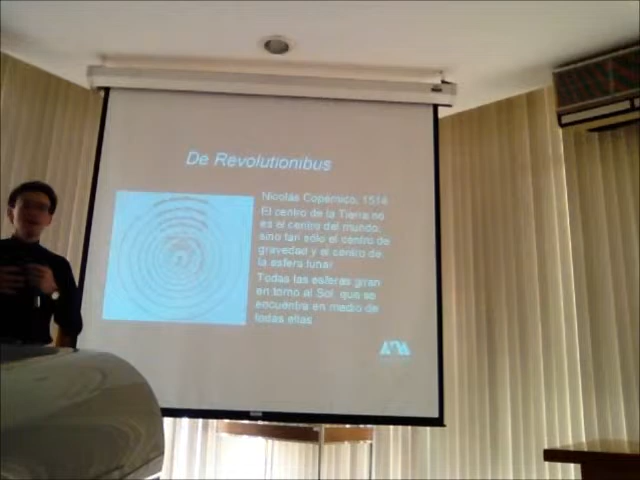 De Revolutionibus
Nicolás Copérnico, 1514
El centro de la Tierra no
es el centro del mundo,
sino tan sólo el centro de
gravedad y el centro de
la esfera lunar
Todas las esferas giran
en torno al Sol, que se
encuentra en medio de
todas ellas